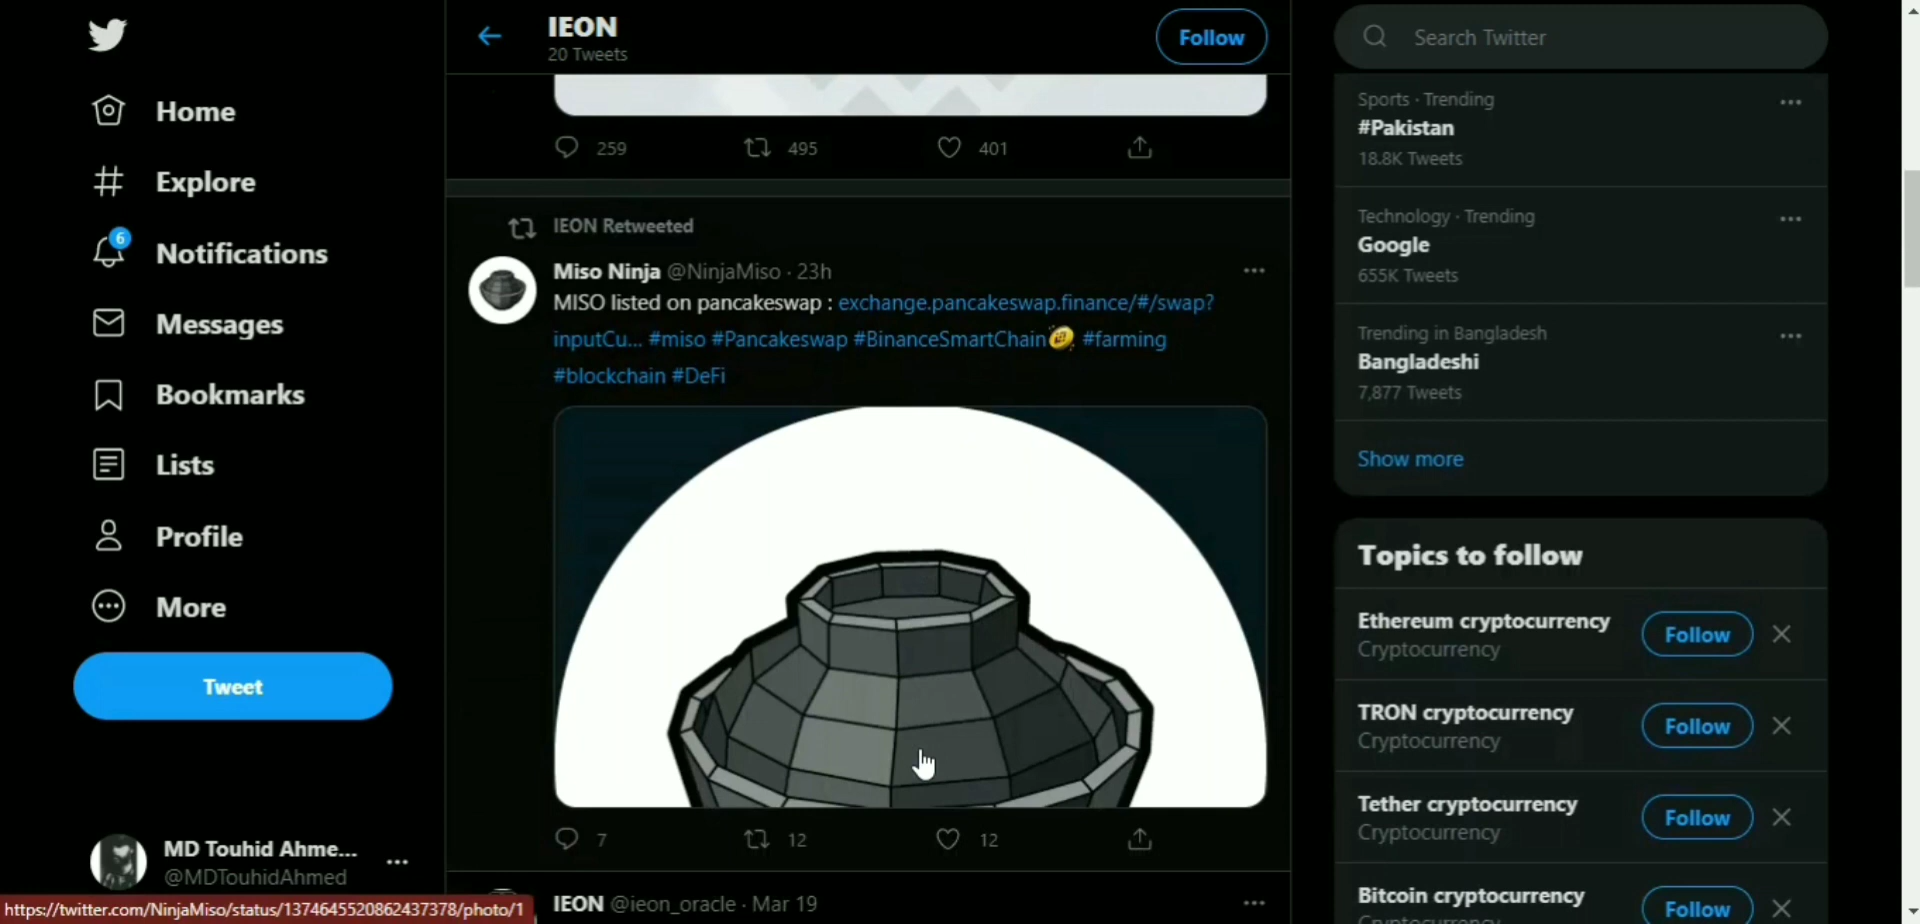 Home
Explore
6
Notifications
Messages
Bookmarks
Lists
Profile
More
Tweet
MD Touhid Ahme...
@MDTouhidAhmed
https://twitter.com/NinjaMiso/status/1374645520862437378/photo/1
IEON
20 Tweets
Follow
259 495 401
IEON Retweeted
Miso Ninja @NinjaMiso · 23h
MISO listed on pancakeswap : exchange.pancakeswap.finance/#/swap?
inputCu... #miso #Pancakeswap #BinanceSmartChain #farming
#blockchain #DeFi
7 12 12
IEON @ieon_oracle · Mar 19
Search Twitter
Sports · Trending
#Pakistan
18.8K Tweets
Technology · Trending
Google
655K Tweets
Trending in Bangladesh
Bangladeshi
7,877 Tweets
Show more
Topics to follow
Ethereum cryptocurrency
Cryptocurrency
Follow
TRON cryptocurrency
Cryptocurrency
Follow
Tether cryptocurrency
Cryptocurrency
Follow
Bitcoin cryptocurrency
Cryptocurrency
Follow